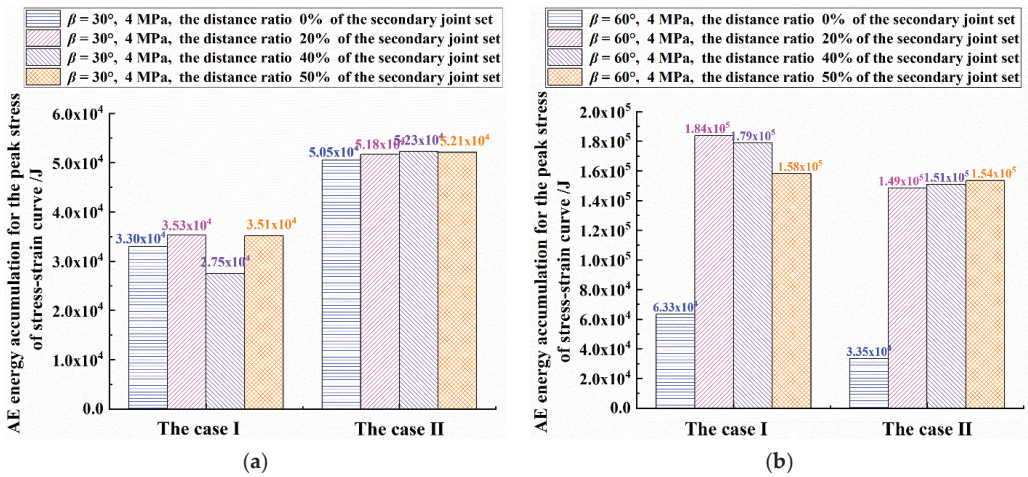 β = 30°, 4 MPa, the distance ratio 0% of the secondary joint set
β = 30°, 4 MPa, the distance ratio 20% of the secondary joint set
β = 30°, 4 MPa, the distance ratio 40% of the secondary joint set
β = 30°, 4 MPa, the distance ratio 50% of the secondary joint set
AE energy accumulation for the peak stress
of stress-strain curve /J
6.0x10⁴
5.0x10⁴
4.0x10⁴
3.0x10⁴
2.0x10⁴
1.0x10⁴
0.0
3.30x10⁴
3.53x10⁴
2.75x10⁴
3.51x10⁴
5.05x10⁴
5.18x10⁴
5.23x10⁴
5.21x10⁴
The case I
The case II
(a)
β = 60°, 4 MPa, the distance ratio 0% of the secondary joint set
β = 60°, 4 MPa, the distance ratio 20% of the secondary joint set
β = 60°, 4 MPa, the distance ratio 40% of the secondary joint set
β = 60°, 4 MPa, the distance ratio 50% of the secondary joint set
AE energy accumulation for the peak stress
of stress-strain curve /J
2.0x10⁵
1.8x10⁵
1.6x10⁵
1.4x10⁵
1.2x10⁵
1.0x10⁵
8.0x10⁴
6.0x10⁴
4.0x10⁴
2.0x10⁴
0.0
6.33x10⁴
1.84x10⁵
1.79x10⁵
1.58x10⁵
3.35x10⁴
1.49x10⁵
1.51x10⁵
1.54x10⁵
The case I
The case II
(b)